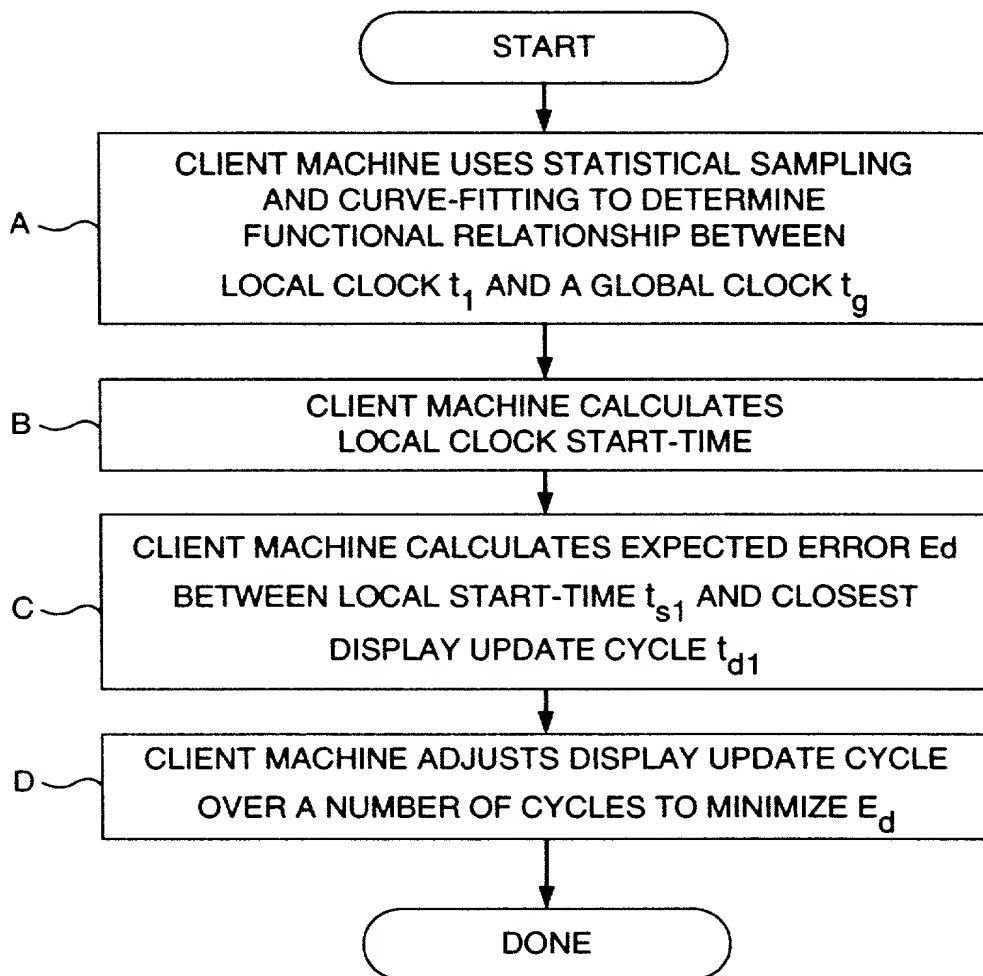 START
A
CLIENT MACHINE USES STATISTICAL SAMPLING
AND CURVE-FITTING TO DETERMINE
FUNCTIONAL RELATIONSHIP BETWEEN
LOCAL CLOCK t1 AND A GLOBAL CLOCK tg
B
CLIENT MACHINE CALCULATES
LOCAL CLOCK START-TIME
C
CLIENT MACHINE CALCULATES EXPECTED ERROR Ed
BETWEEN LOCAL START-TIME ts1 AND CLOSEST
DISPLAY UPDATE CYCLE td1
D
CLIENT MACHINE ADJUSTS DISPLAY UPDATE CYCLE
OVER A NUMBER OF CYCLES TO MINIMIZE Ed
DONE